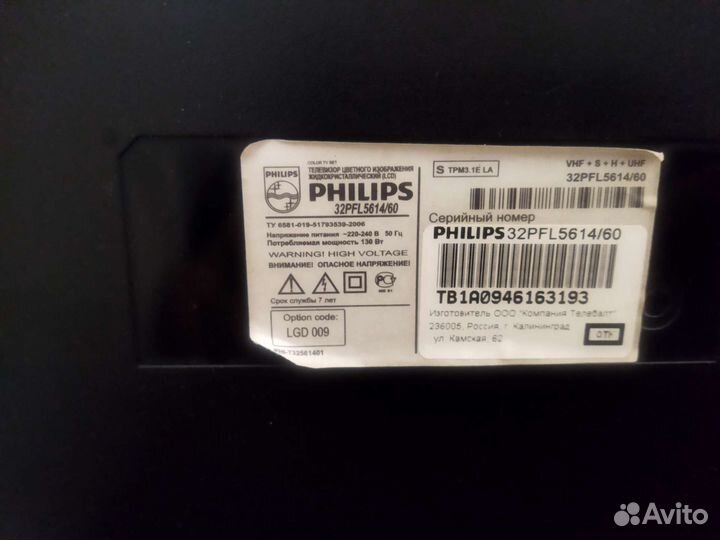 COLOR TV SET
ТЕЛЕВИЗОР ЦВЕТНОГО ИЗОБРАЖЕНИЯ
ЖИДКОКРИСТАЛЛИЧЕСКИЙ (LCD)
PHILIPS
PHILIPS
32PFL5614/60
ТУ 6581-019-51793539-2006
Напряжение питания ~220-240 В 50 Гц
Потребляемая мощность 130 Вт
WARNING! HIGH VOLTAGE
ВНИМАНИЕ! ОПАСНОЕ НАПРЯЖЕНИЕ
Срок службы 7 лет
Option code:
LGD 009
VHF + S + H + UHF
S TPM3.1E LA
32PFL5614/60
Серийный номер
PHILIPS 32PFL5614/60
TB1A0946163193
Изготовитель ООО "Компания Телебалт"
236005, Россия, г. Калининград
ул. Камская, 62
ОТК
Avito